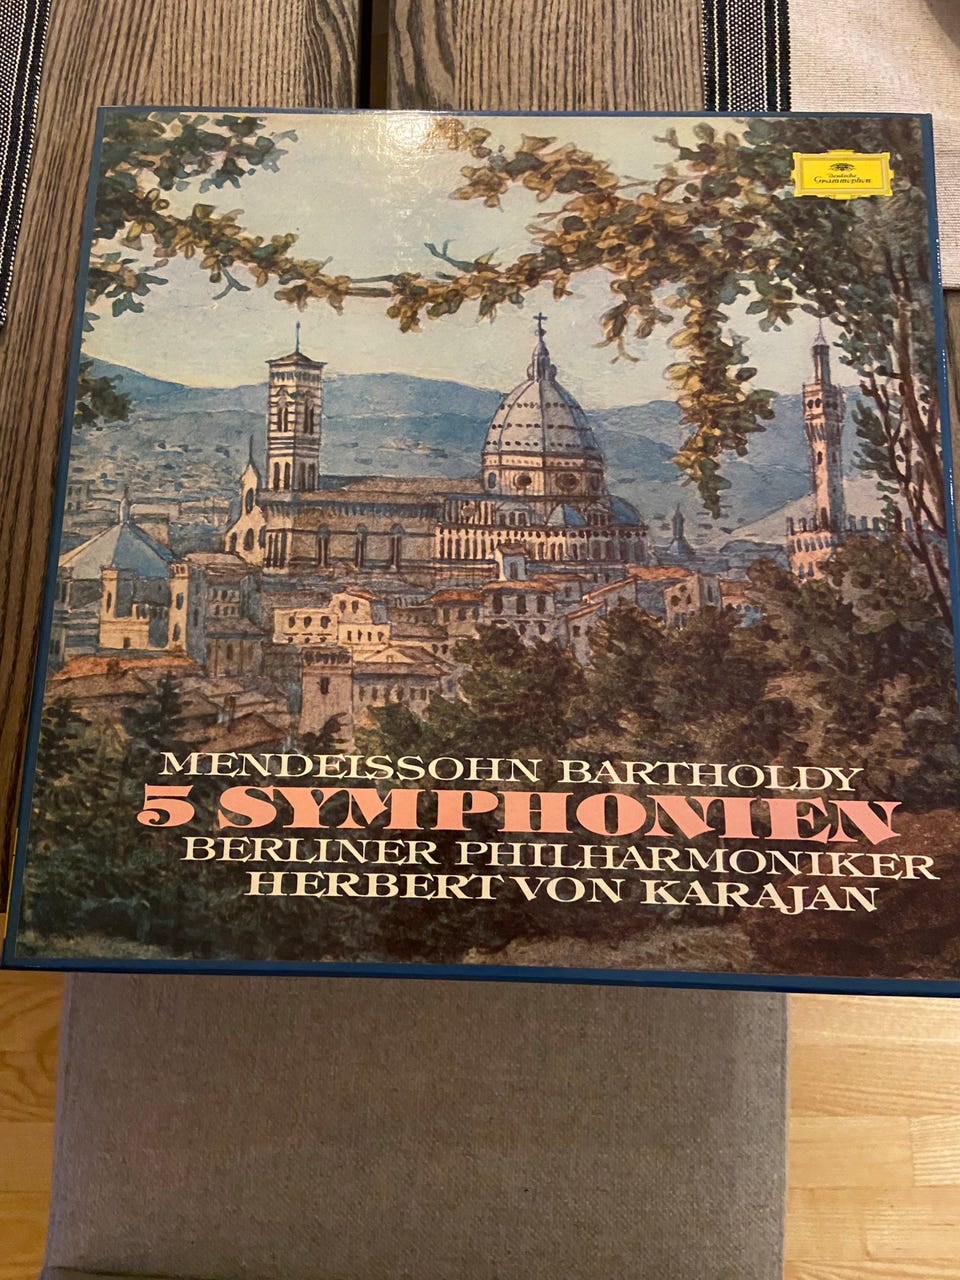 Deutsche
Grammophon
MENDELSSOHN BARTHOLDY
5 SYMPHONIEN
BERLINER PHILHARMONIKER
HERBERT VON KARAJAN